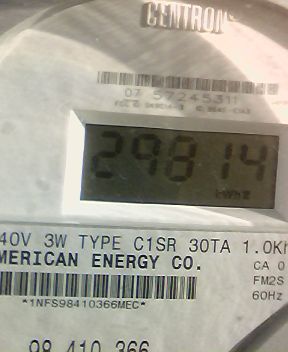 CENTRON
07 57245311
29814
kWh
40V 3W TYPE C1SR 30TA 1.0Kh
MERICAN ENERGY CO.
CA 0
FM2S
60Hz
*1NFS98410366MEC*
98 410 366